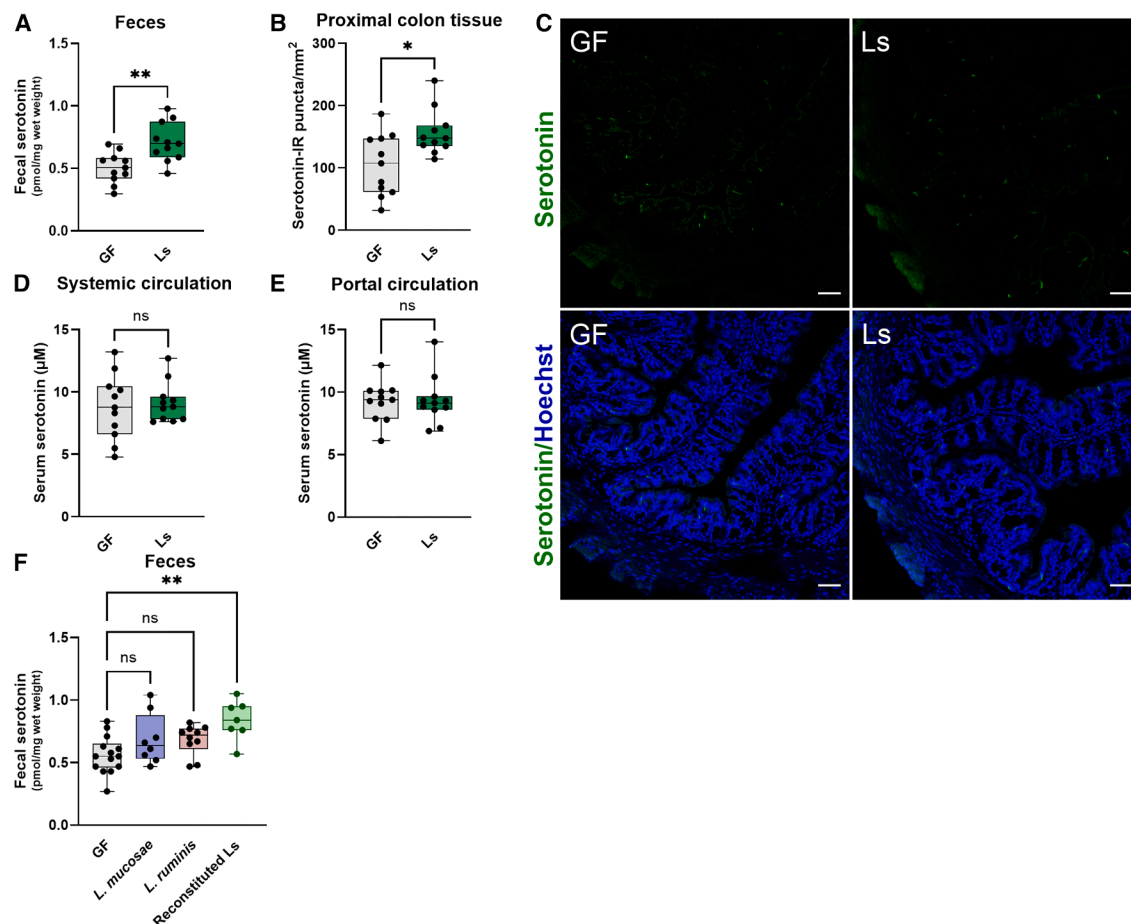 A
Feces
Fecal serotonin
(pmol/mg wet weight)
1.5
1.0
0.5
0.0
**
GF
Ls
B
Proximal colon tissue
Serotonin-IR puncta/mm²
300
200
100
0
*
GF
Ls
C
GF
Ls
Serotonin
GF
Ls
Serotonin/Hoechst
D
Systemic circulation
Serum serotonin (µM)
15
10
5
0
ns
GF
Ls
E
Portal circulation
Serum serotonin (µM)
15
10
5
0
ns
GF
Ls
F
Feces
Fecal serotonin
(pmol/mg wet weight)
1.5
1.0
0.5
0.0
**
ns
ns
GF
L. mucosae
L. ruminis
Reconstituted Ls